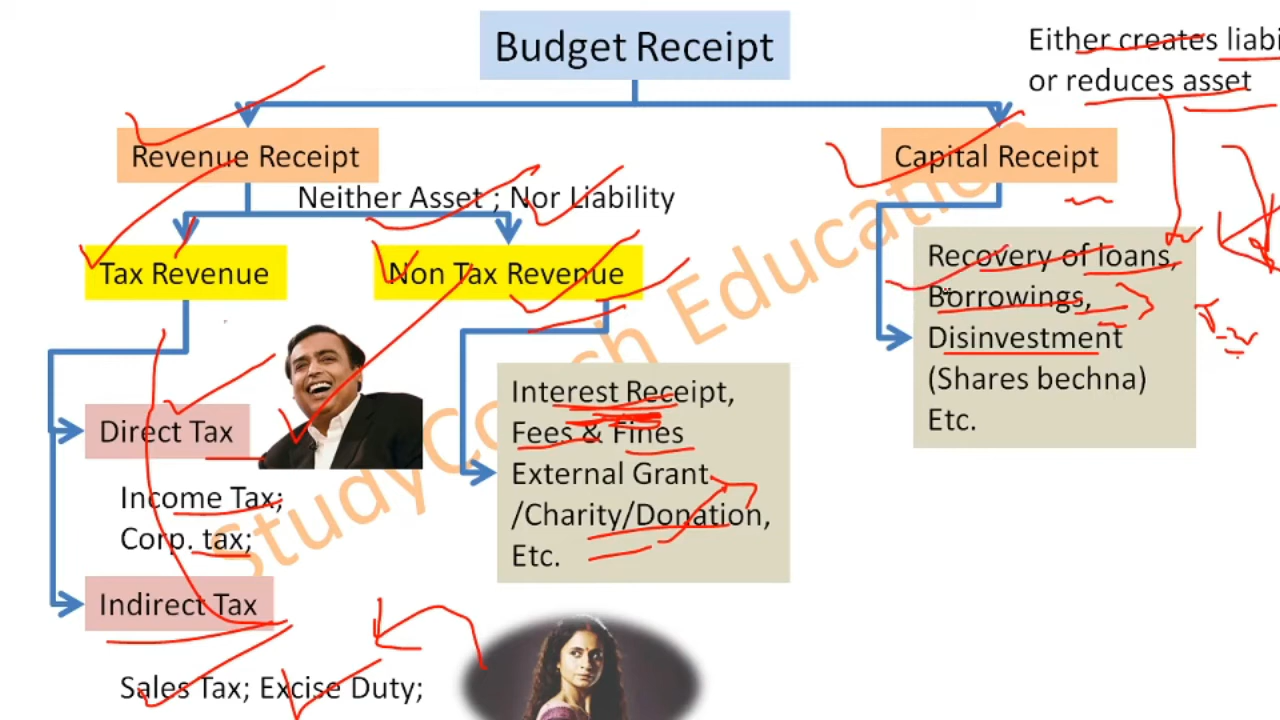 Budget Receipt
Either creates liabi
or reduces asset
Revenue Receipt
Capital Receipt
Neither Asset ; Nor Liability
Tax Revenue
Non Tax Revenue
Recovery of loans,
Borrowings,
Disinvestment
(Shares bechna)
Etc.
Direct Tax
Interest Receipt,
Fees & Fines
External Grant
/Charity/Donation,
Etc.
Income Tax;
Corp. tax;
Indirect Tax
Sales Tax; Excise Duty;